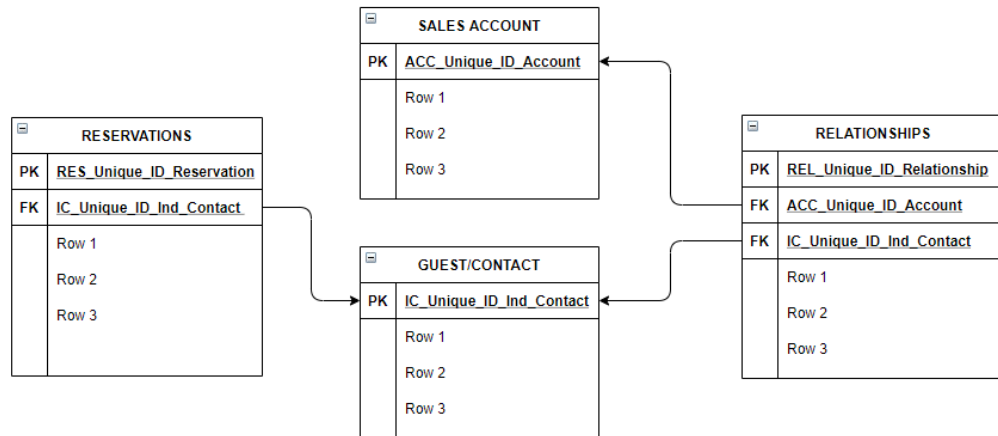 SALES ACCOUNT
PK ACC_Unique_ID_Account
Row 1
Row 2
Row 3
RESERVATIONS
PK RES_Unique_ID_Reservation
FK IC_Unique_ID_Ind_Contact
Row 1
Row 2
Row 3
GUEST/CONTACT
PK IC_Unique_ID_Ind_Contact
Row 1
Row 2
Row 3
RELATIONSHIPS
PK REL_Unique_ID_Relationship
FK ACC_Unique_ID_Account
FK IC_Unique_ID_Ind_Contact
Row 1
Row 2
Row 3